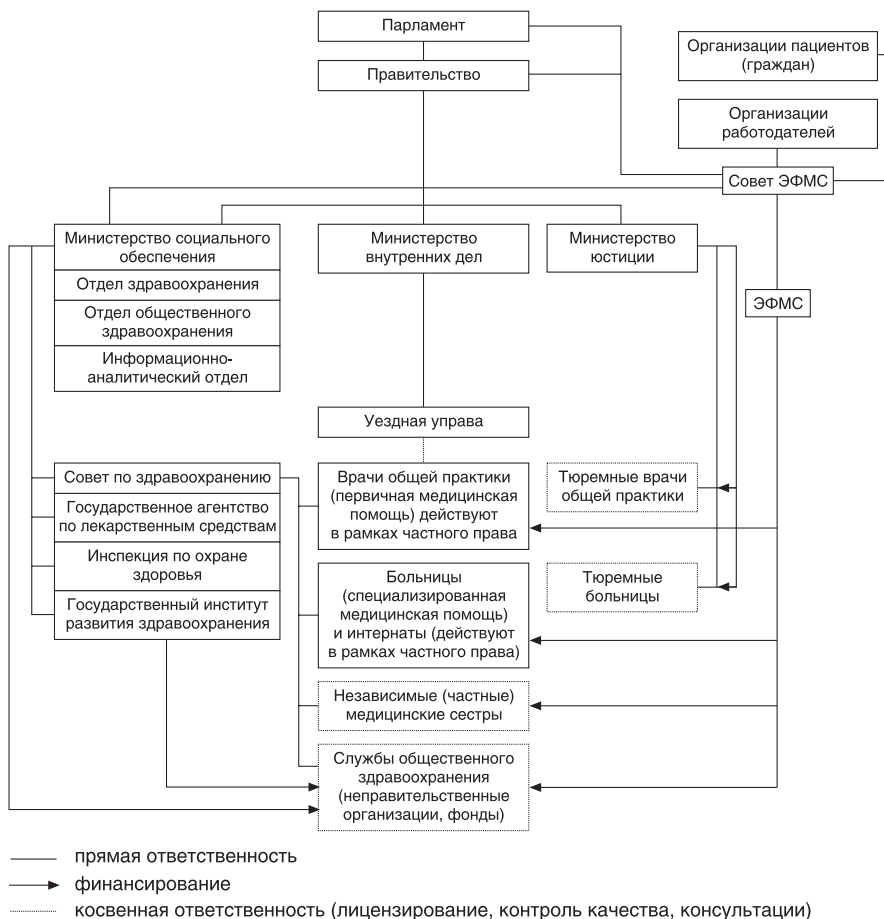 Парламент
Правительство
Организации пациентов
(граждан)
Организации
работодателей
Совет ЭФМС
Министерство социального
обеспечения
Отдел здравоохранения
Отдел общественного
здравоохранения
Информационно-
аналитический отдел
Министерство
внутренних дел
Министерство
юстиции
ЭФМС
Уездная управа
Совет по здравоохранению
Государственное агентство
по лекарственным средствам
Инспекция по охране
здоровья
Государственный институт
развития здравоохранения
Врачи общей практики
(первичная медицинская
помощь) действуют
в рамках частного права
Тюремные врачи
общей практики
Больницы
(специализированная
медицинская помощь)
и интернаты (действуют
в рамках частного права)
Тюремные
больницы
Независимые (частные)
медицинские сестры
Службы общественного
здравоохранения
(неправительственные
организации, фонды)
прямая ответственность
финансирование
косвенная ответственность (лицензирование, контроль качества, консультации)